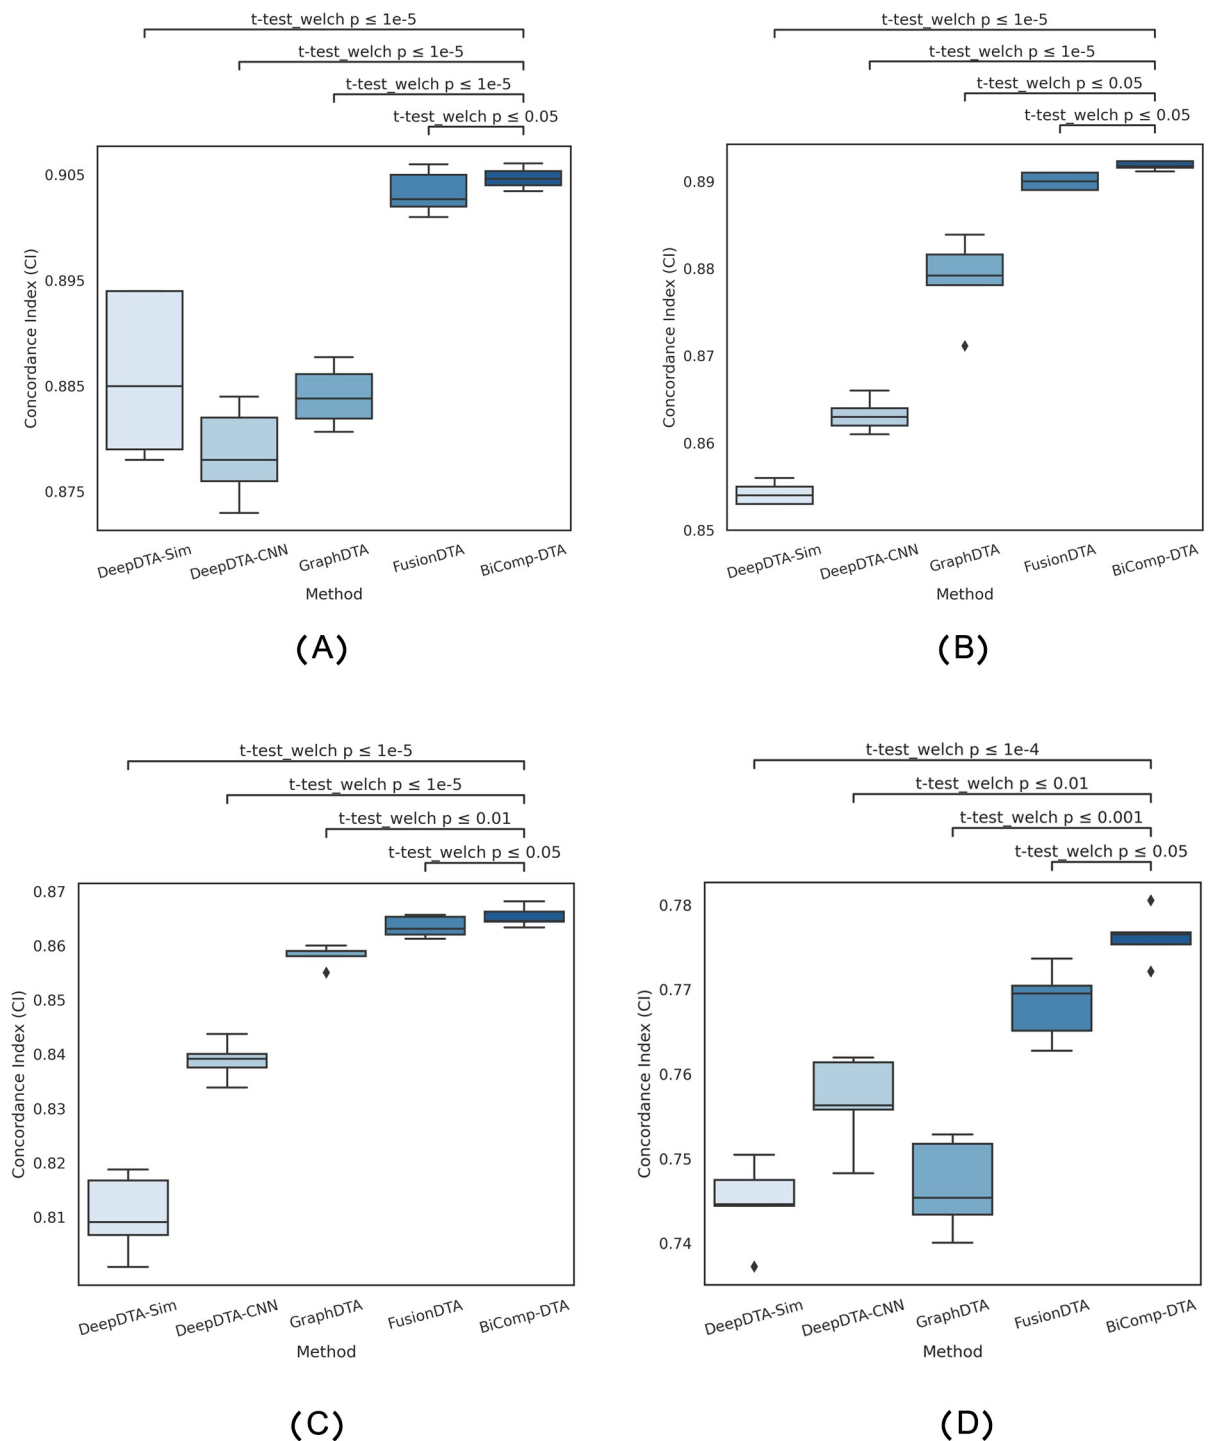 t-test_welch p ≤ 1e-5
t-test_welch p ≤ 1e-5
t-test_welch p ≤ 1e-5
t-test_welch p ≤ 0.05
0.905
0.895
0.885
0.875
Concordance Index (CI)
DeepDTA-Sim
DeepDTA-CNN
GraphDTA
FusionDTA
BiComp-DTA
Method
(A)
t-test_welch p ≤ 1e-5
t-test_welch p ≤ 1e-5
t-test_welch p ≤ 0.05
t-test_welch p ≤ 0.05
0.89
0.88
0.87
0.86
0.85
Concordance Index (CI)
DeepDTA-Sim
DeepDTA-CNN
GraphDTA
FusionDTA
BiComp-DTA
Method
(B)
t-test_welch p ≤ 1e-5
t-test_welch p ≤ 1e-5
t-test_welch p ≤ 0.01
t-test_welch p ≤ 0.05
0.87
0.86
0.85
0.84
0.83
0.82
0.81
Concordance Index (CI)
DeepDTA-Sim
DeepDTA-CNN
GraphDTA
FusionDTA
BiComp-DTA
Method
(C)
t-test_welch p ≤ 1e-4
t-test_welch p ≤ 0.01
t-test_welch p ≤ 0.001
t-test_welch p ≤ 0.05
0.78
0.77
0.76
0.75
0.74
Concordance Index (CI)
DeepDTA-Sim
DeepDTA-CNN
GraphDTA
FusionDTA
BiComp-DTA
Method
(D)